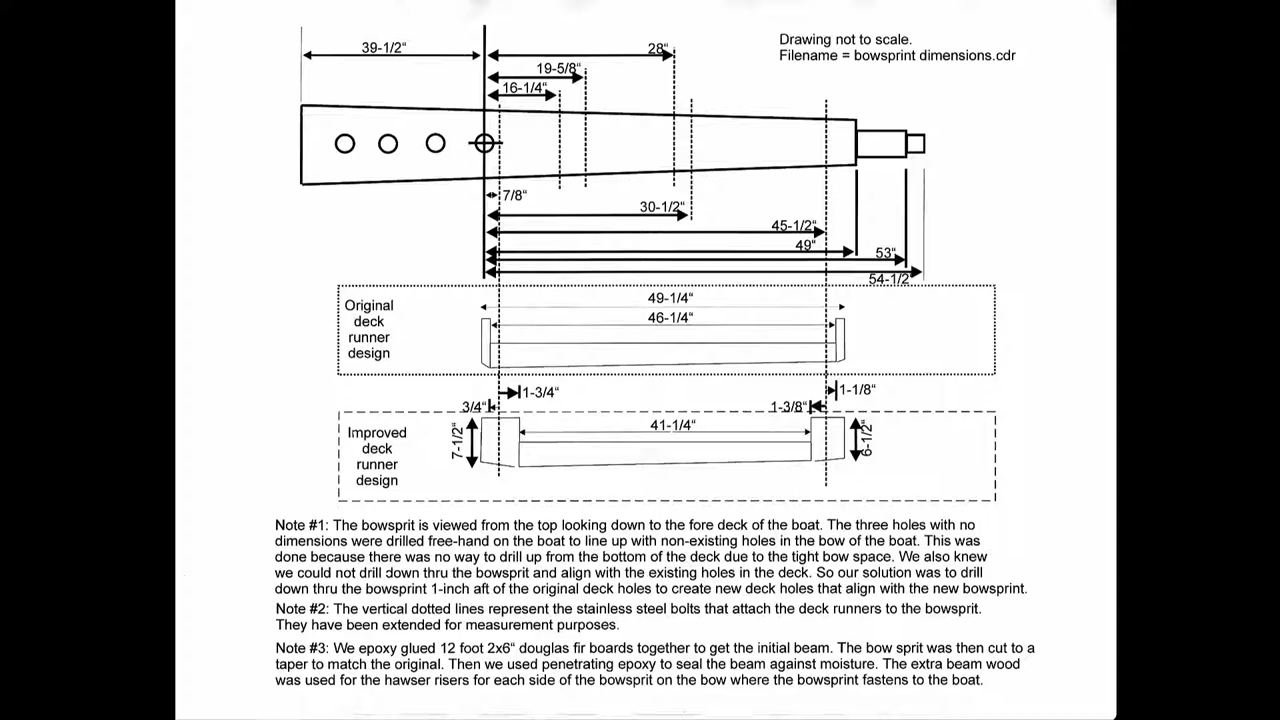 Drawing not to scale.
Filename = bowsprint dimensions.cdr
39-1/2“
28“
19-5/8“
16-1/4“
7/8“
30-1/2“
45-1/2“
49“
53“
54-1/2“
Original
deck
runner
design
49-1/4“
46-1/4“
1-3/4“
1-1/8“
3/4“
1-3/8“
Improved
deck
runner
design
7-1/2“
41-1/4“
6-1/2“
Note #1: The bowsprit is viewed from the top looking down to the fore deck of the boat. The three holes with no
dimensions were drilled free-hand on the boat to line up with non-existing holes in the bow of the boat. This was
done because there was no way to drill up from the bottom of the deck due to the tight bow space. We also knew
we could not drill down thru the bowsprit and align with the existing holes in the deck. So our solution was to drill
down thru the bowsprint 1-inch aft of the original deck holes to create new deck holes that align with the new bowsprint.
Note #2: The vertical dotted lines represent the stainless steel bolts that attach the deck runners to the bowsprit.
They have been extended for measurement purposes.
Note #3: We epoxy glued 12 foot 2x6“ douglas fir boards together to get the initial beam. The bow sprit was then cut to a
taper to match the original. Then we used penetrating epoxy to seal the beam against moisture. The extra beam wood
was used for the hawser risers for each side of the bowsprit on the bow where the bowsprint fastens to the boat.